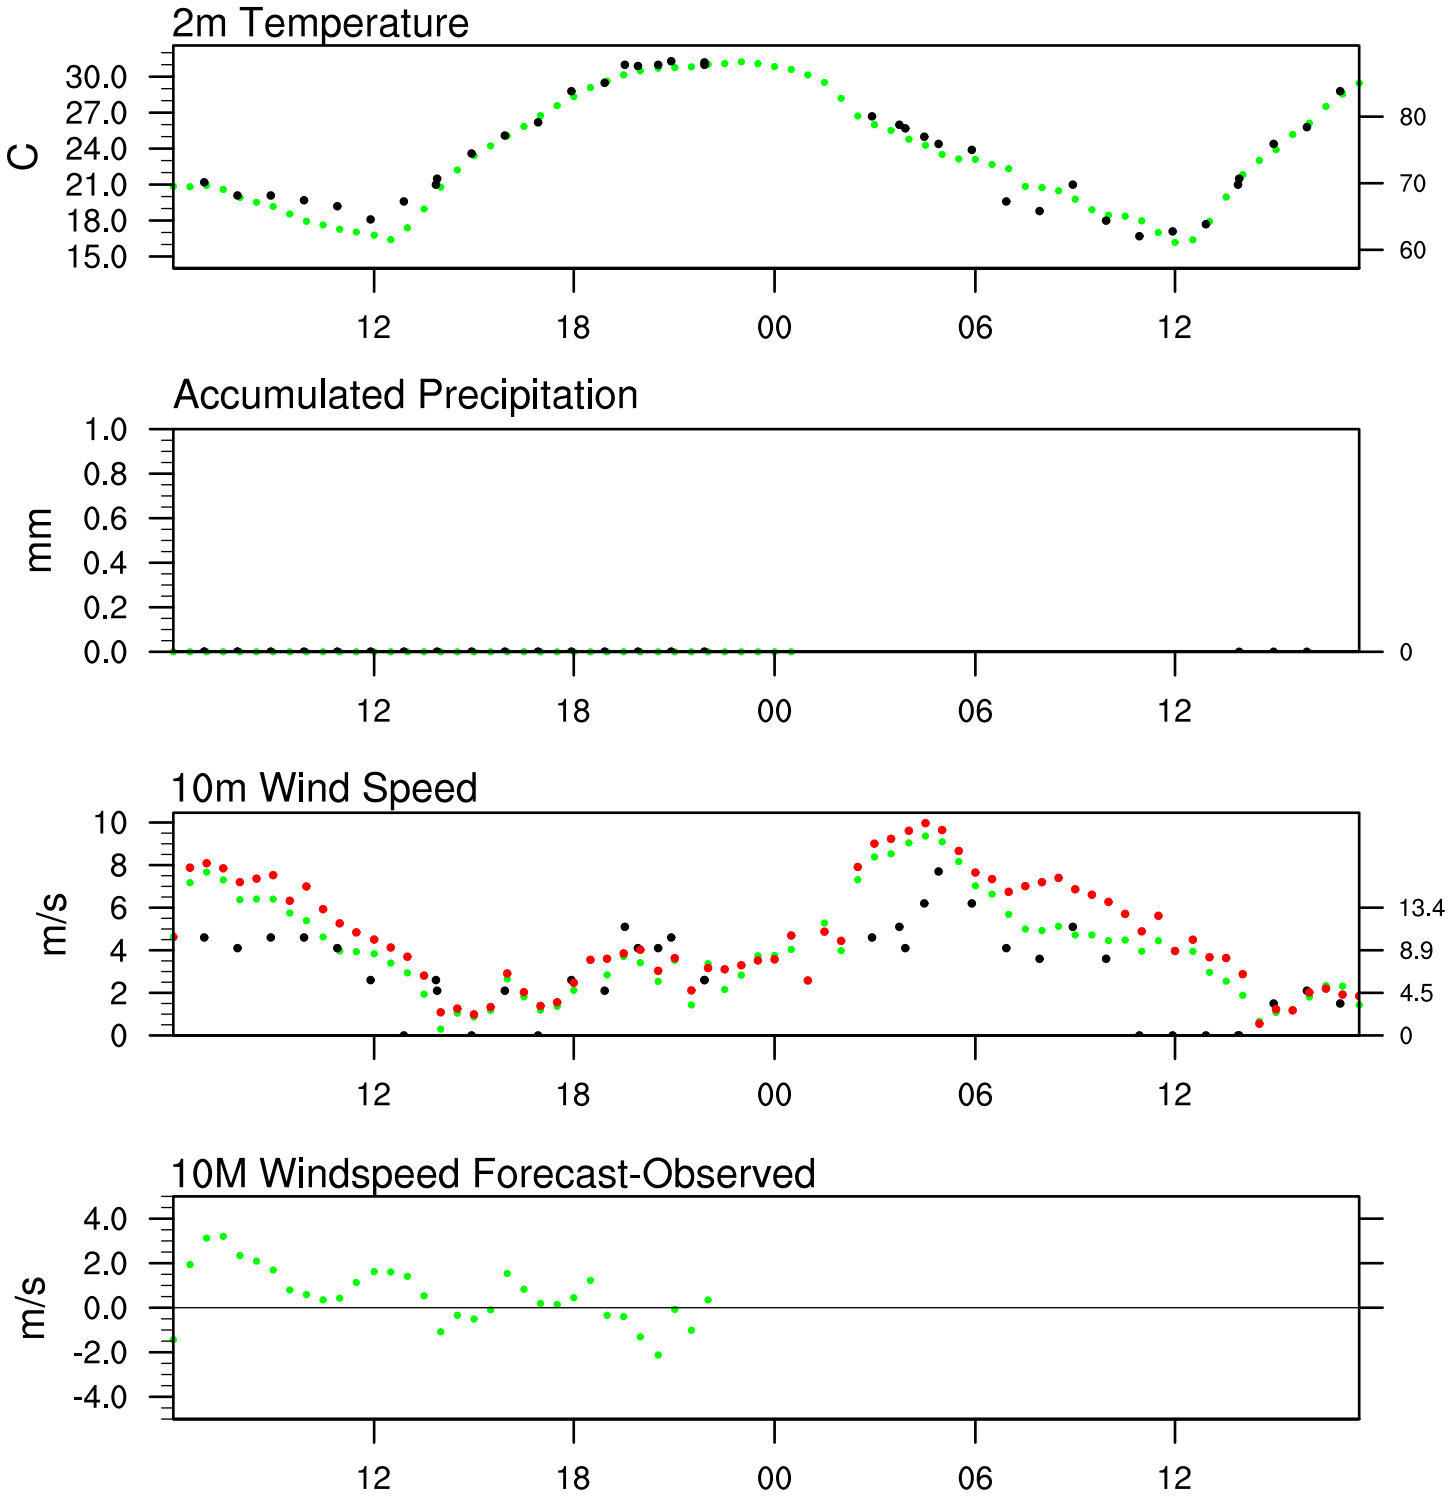 2m Temperature
30.0
27.0
24.0
21.0
18.0
15.0
C
80
70
60
12 18 00 06 12
Accumulated Precipitation
1.0
0.8
0.6
0.4
0.2
0.0
mm
0
12 18 00 06 12
10m Wind Speed
10
8
6
4
2
0
m/s
13.4
8.9
4.5
0
12 18 00 06 12
10M Windspeed Forecast-Observed
4.0
2.0
0.0
-2.0
-4.0
m/s
12 18 00 06 12